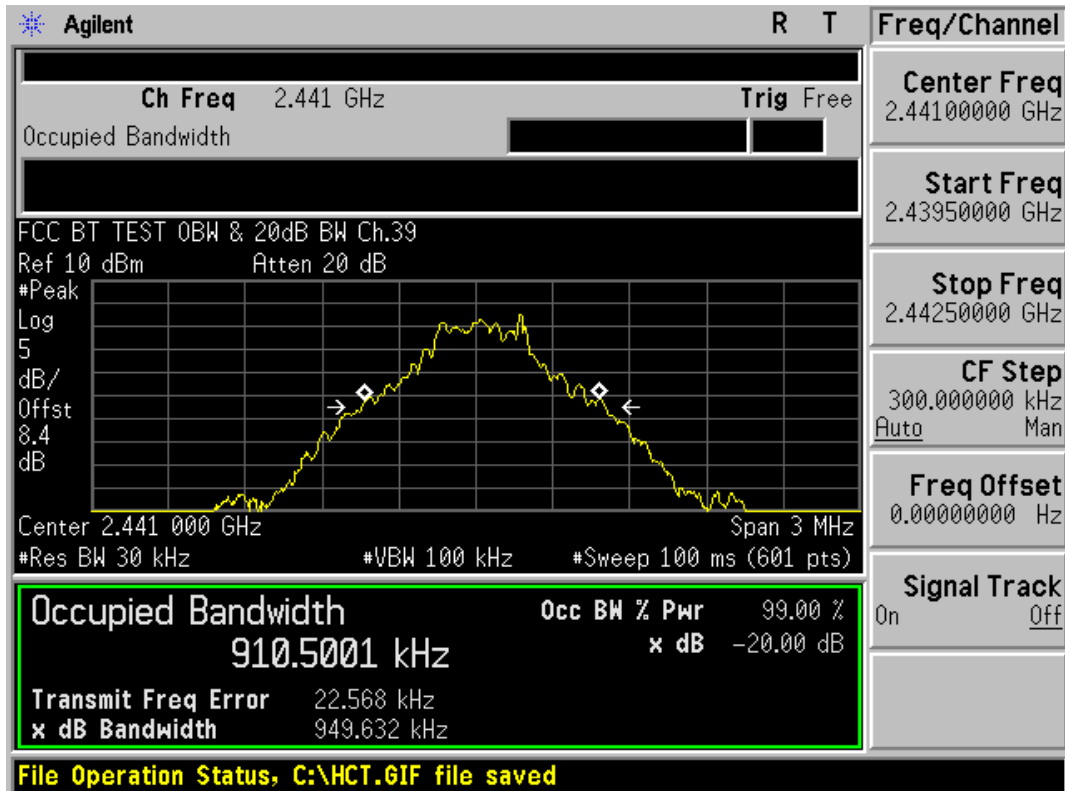 Agilent R T Freq/Channel
Ch Freq 2.441 GHz Trig Free
Occupied Bandwidth
FCC BT TEST OBW & 20dB BW Ch.39
Ref 10 dBm Atten 20 dB
#Peak
Log
5
dB/
Offst
8.4
dB
Center 2.441 000 GHz Span 3 MHz
#Res BW 30 kHz #VBW 100 kHz #Sweep 100 ms (601 pts)
Occupied Bandwidth
910.5001 kHz
Occ BW % Pwr 99.00 %
x dB -20.00 dB
Transmit Freq Error 22.568 kHz
x dB Bandwidth 949.632 kHz
File Operation Status, C:\HCT.GIF file saved
Center Freq
2.44100000 GHz
Start Freq
2.43950000 GHz
Stop Freq
2.44250000 GHz
CF Step
300.000000 kHz
Auto Man
Freq Offset
0.00000000 Hz
Signal Track
On Off